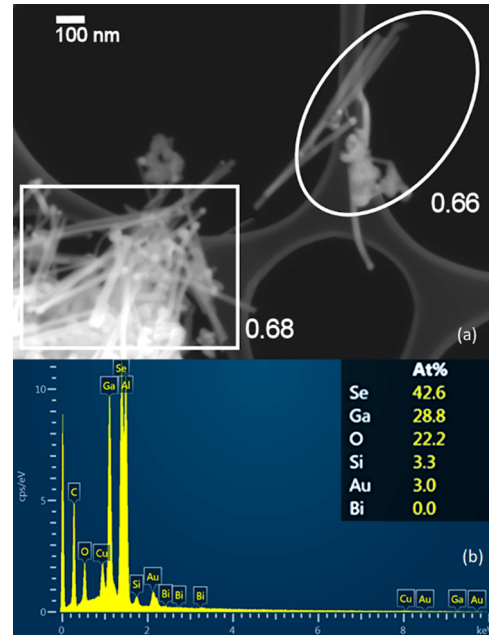 100 nm
0.66
0.68
(a)
At%
Se 42.6
Ga 28.8
O 22.2
Si 3.3
Au 3.0
Bi 0.0
(b)
cps/eV
10
5
0
C
O
Cu
Ga
Se
Al
Si
Au
Bi
Bi
Bi
Cu
Au
Ga
Au
0
2
4
6
8
keV